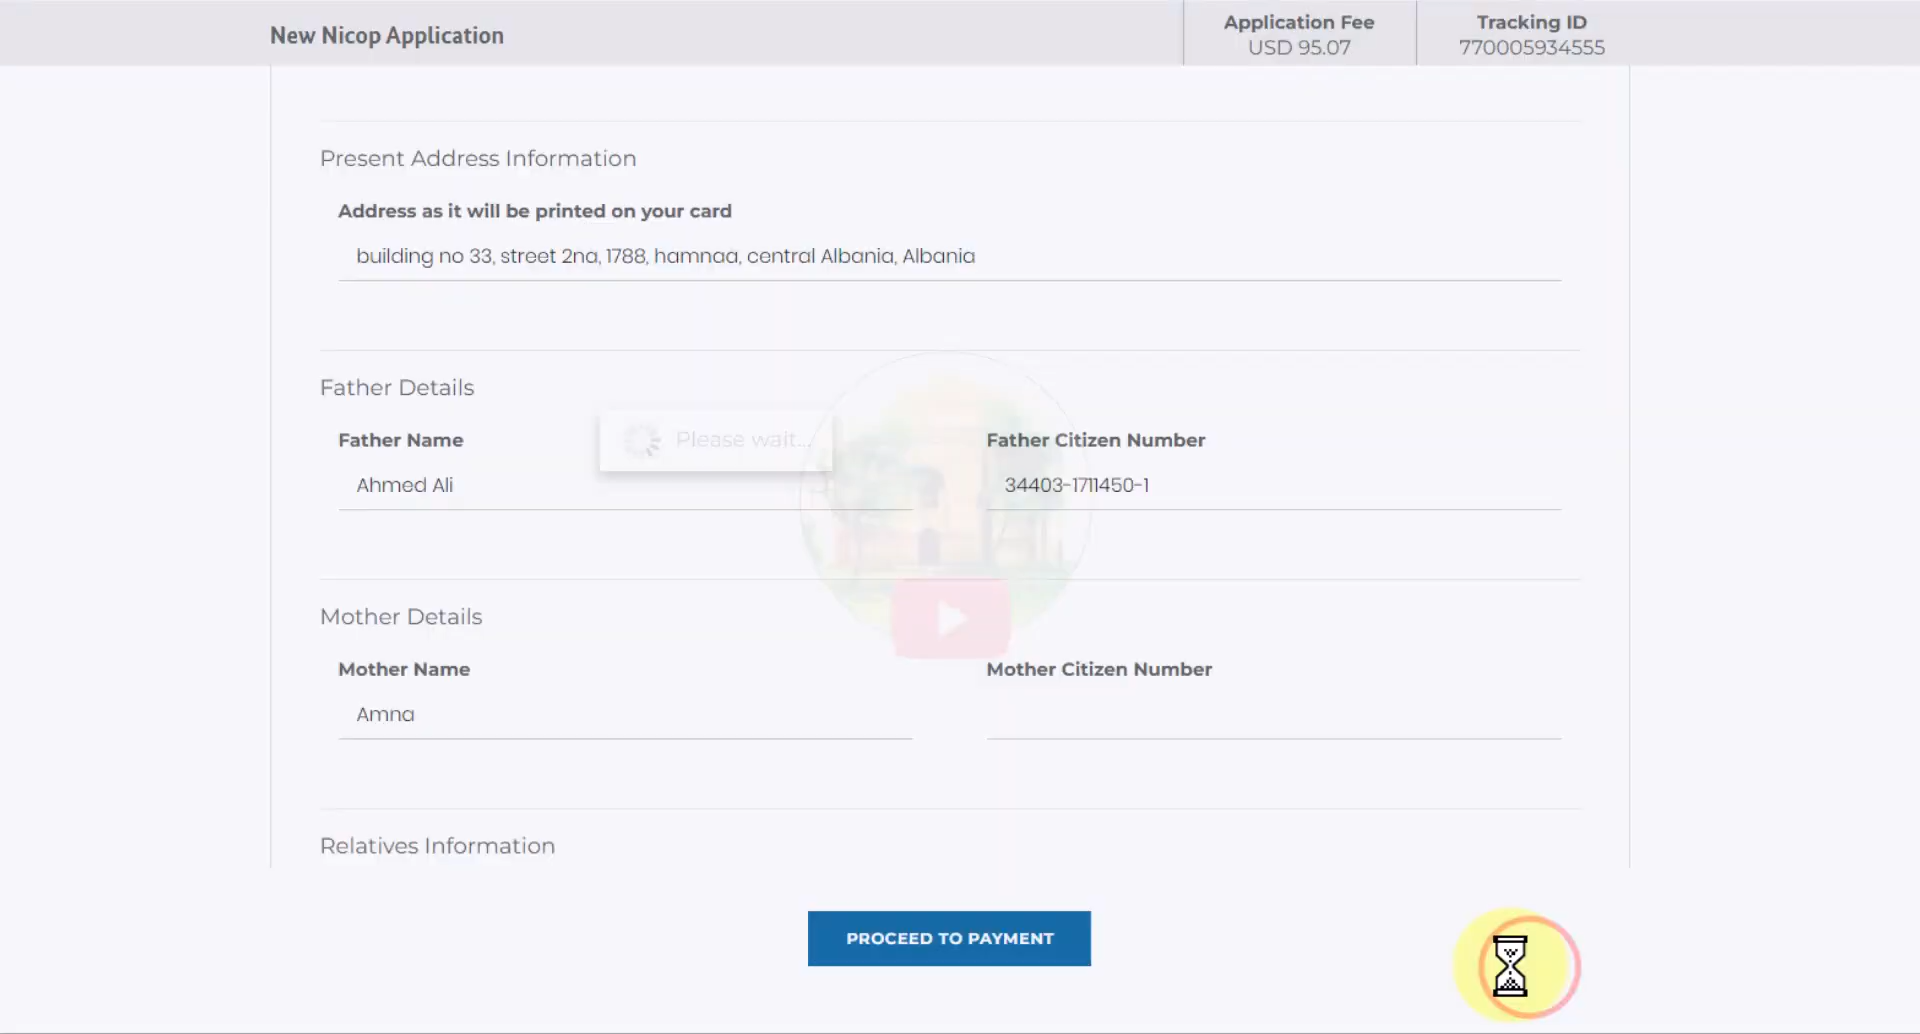 New Nicop Application
Application Fee
USD 95.07
Tracking ID
770005934555
Present Address Information
Address as it will be printed on your card
building no 33, street 2na, 1788, hamnaa, central Albania, Albania
Father Details
Father Name
Please wait...
Father Citizen Number
Ahmed Ali
34403-1711450-1
Mother Details
Mother Name
Mother Citizen Number
Amna
Relatives Information
PROCEED TO PAYMENT